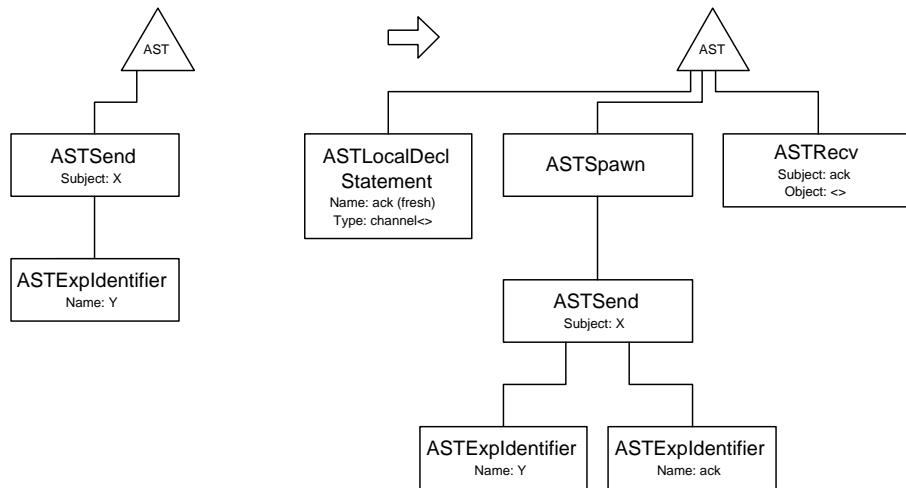 AST
ASTSend
Subject: X
ASTExpIdentifier
Name: Y
AST
ASTLocalDecl
Statement
Name: ack (fresh)
Type: channel<>
ASTSpawn
ASTRecv
Subject: ack
Object: <>
ASTSend
Subject: X
ASTExpIdentifier
Name: Y
ASTExpIdentifier
Name: ack